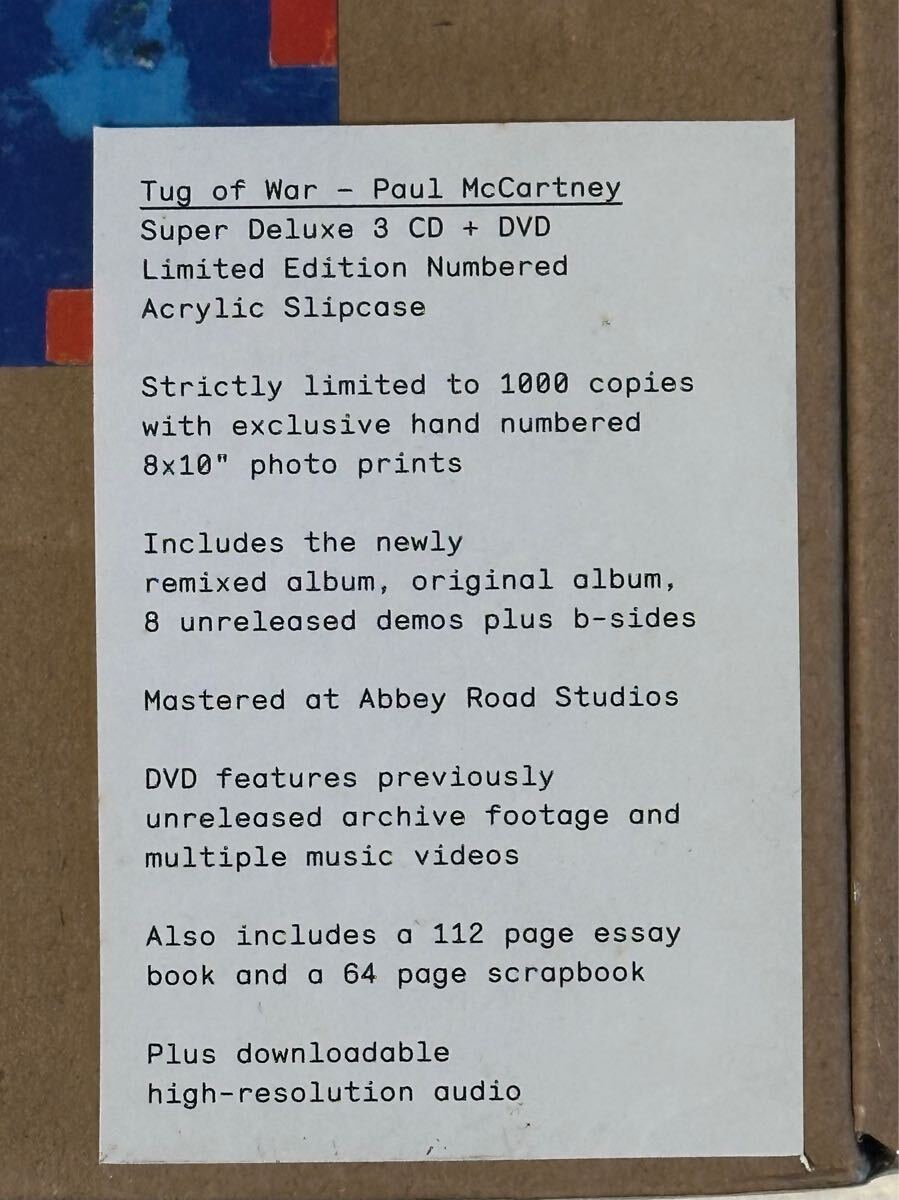 Tug of War - Paul McCartney
Super Deluxe 3 CD + DVD
Limited Edition Numbered
Acrylic Slipcase
Strictly limited to 1000 copies
with exclusive hand numbered
8x10" photo prints
Includes the newly
remixed album, original album,
8 unreleased demos plus b-sides
Mastered at Abbey Road Studios
DVD features previously
unreleased archive footage and
multiple music videos
Also includes a 112 page essay
book and a 64 page scrapbook
Plus downloadable
high-resolution audio